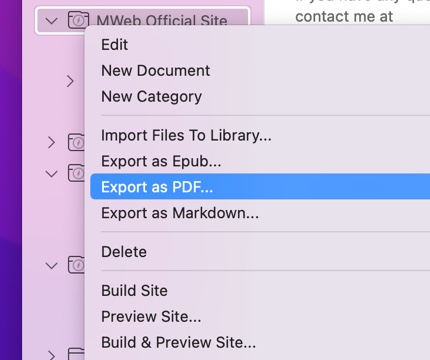 MWeb Official Site
contact me at
Edit
New Document
New Category
Import Files To Library...
Export as Epub...
Export as PDF...
Export as Markdown...
Delete
Build Site
Preview Site...
Build & Preview Site...